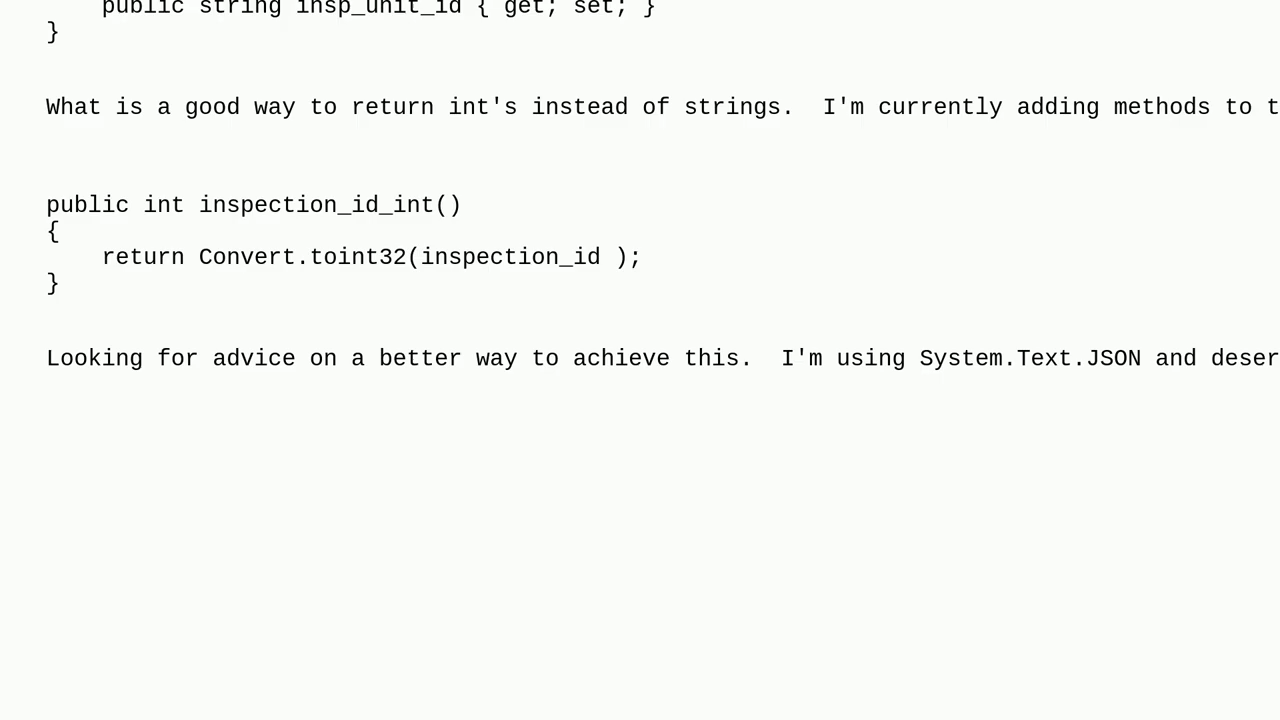 public string insp_unit_id { get; set; }
}
What is a good way to return int's instead of strings.  I'm currently adding methods to
public int inspection_id_int()
{
    return Convert.toint32(inspection_id );
}
Looking for advice on a better way to achieve this.  I'm using System.Text.JSON and